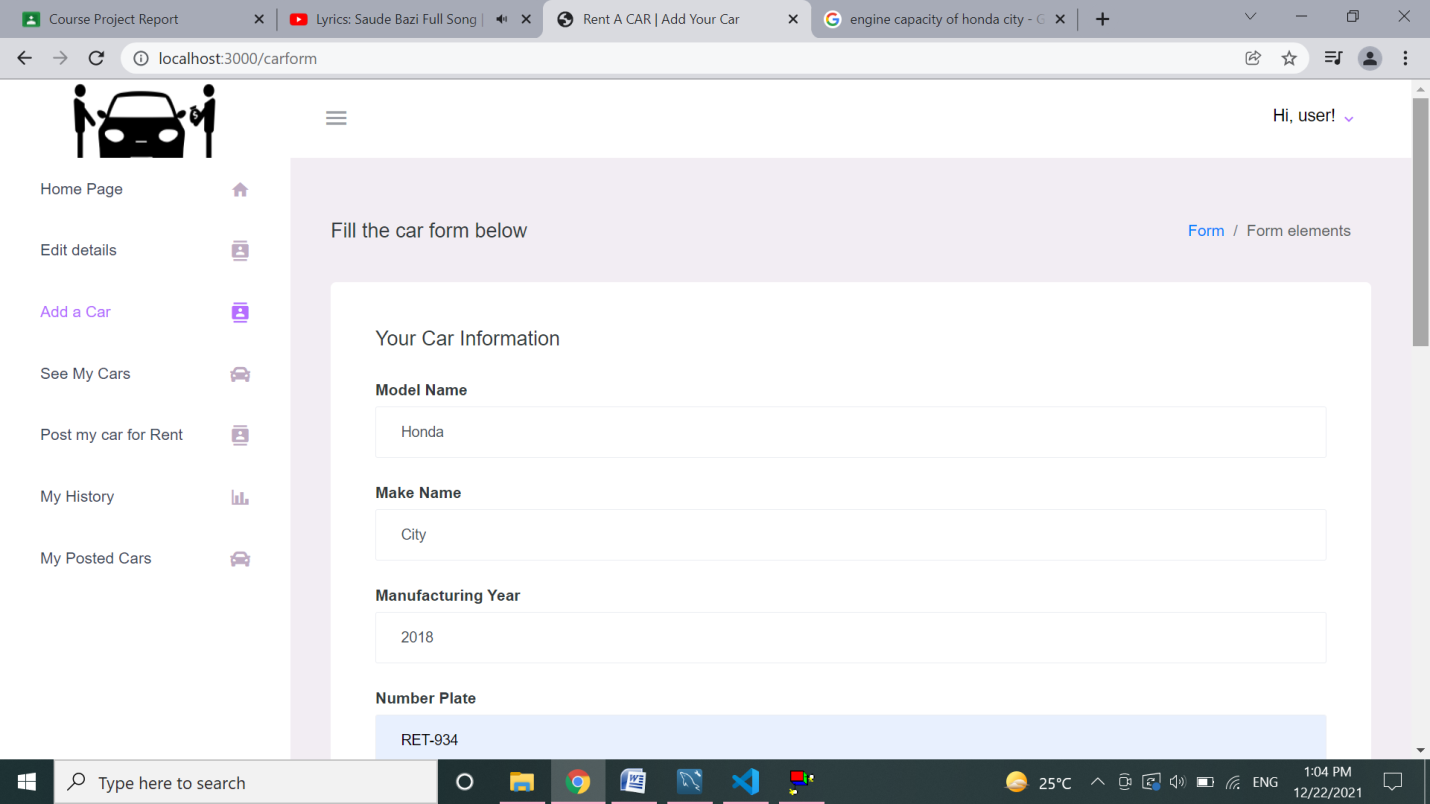 Course Project Report
Lyrics: Saude Bazi Full Song |
Rent A CAR | Add Your Car
engine capacity of honda city - G
localhost:3000/carform
Hi, user!
Home Page
Edit details
Add a Car
See My Cars
Post my car for Rent
My History
My Posted Cars
Fill the car form below
Form / Form elements
Your Car Information
Model Name
Honda
Make Name
City
Manufacturing Year
2018
Number Plate
RET-934
Type here to search
25°C
ENG
1:04 PM
12/22/2021